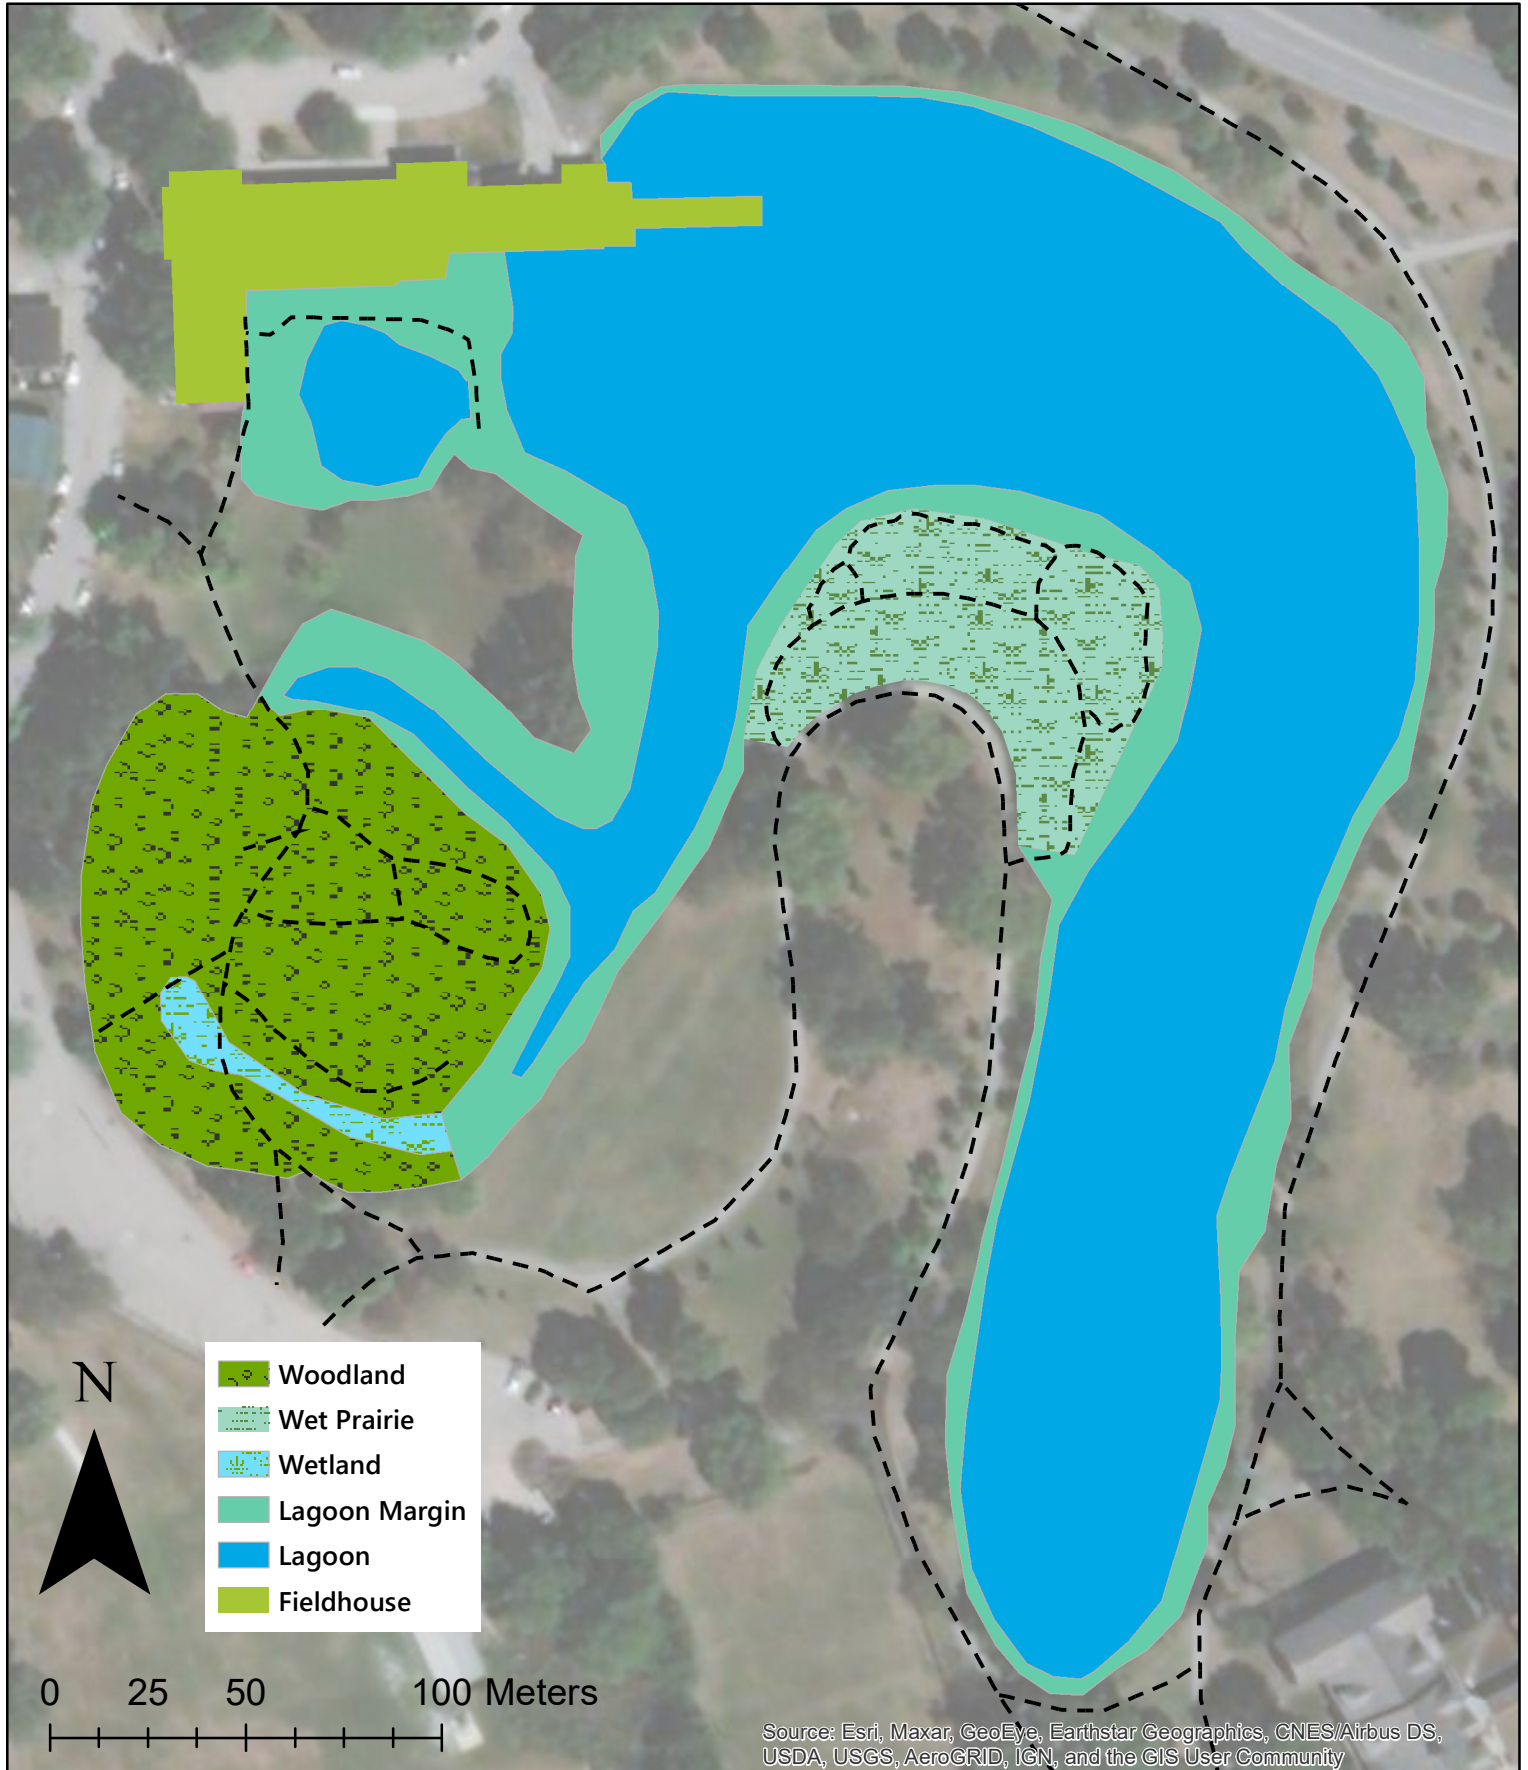 N
Woodland
Wet Prairie
Wetland
Lagoon Margin
Lagoon
Fieldhouse
0 25 50 100 Meters
Source: Esri, Maxar, GeoEye, Earthstar Geographics, CNES/Airbus DS,
USDA, USGS, AeroGRID, IGN, and the GIS User Community